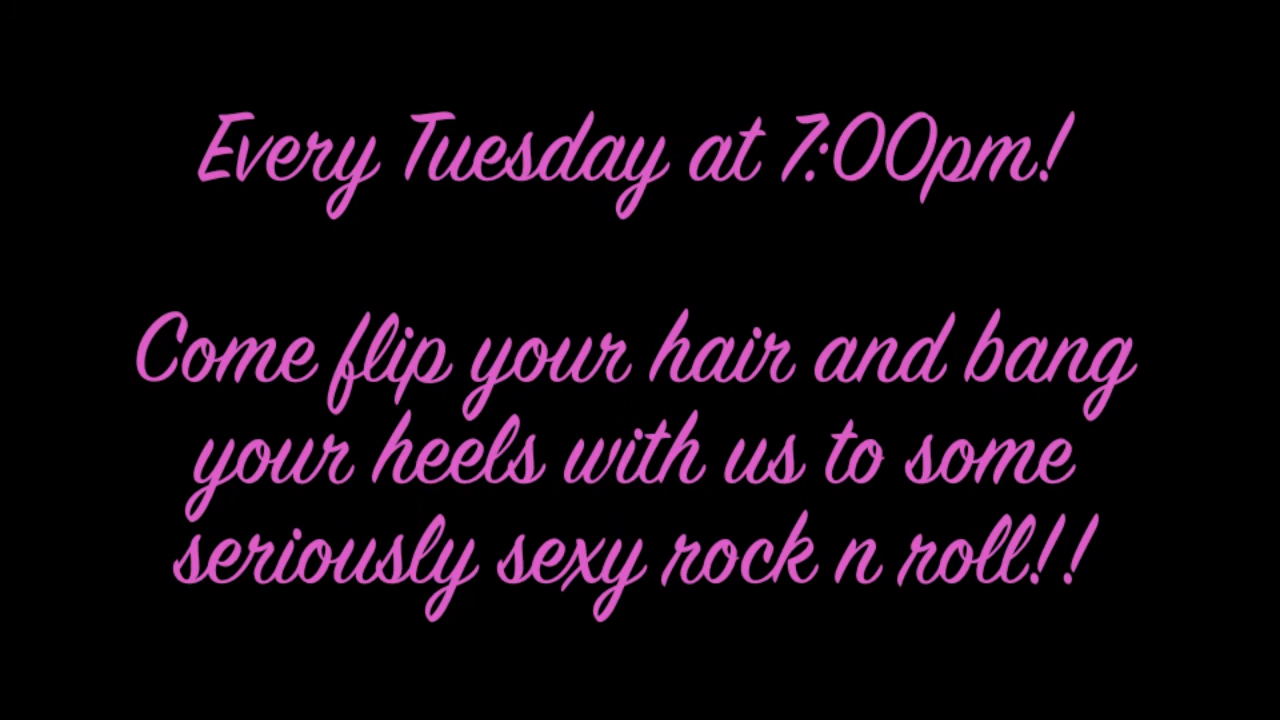 Every Tuesday at 7:00pm!
Come flip your hair and bang
your heels with us to some
seriously sexy rock n roll!!